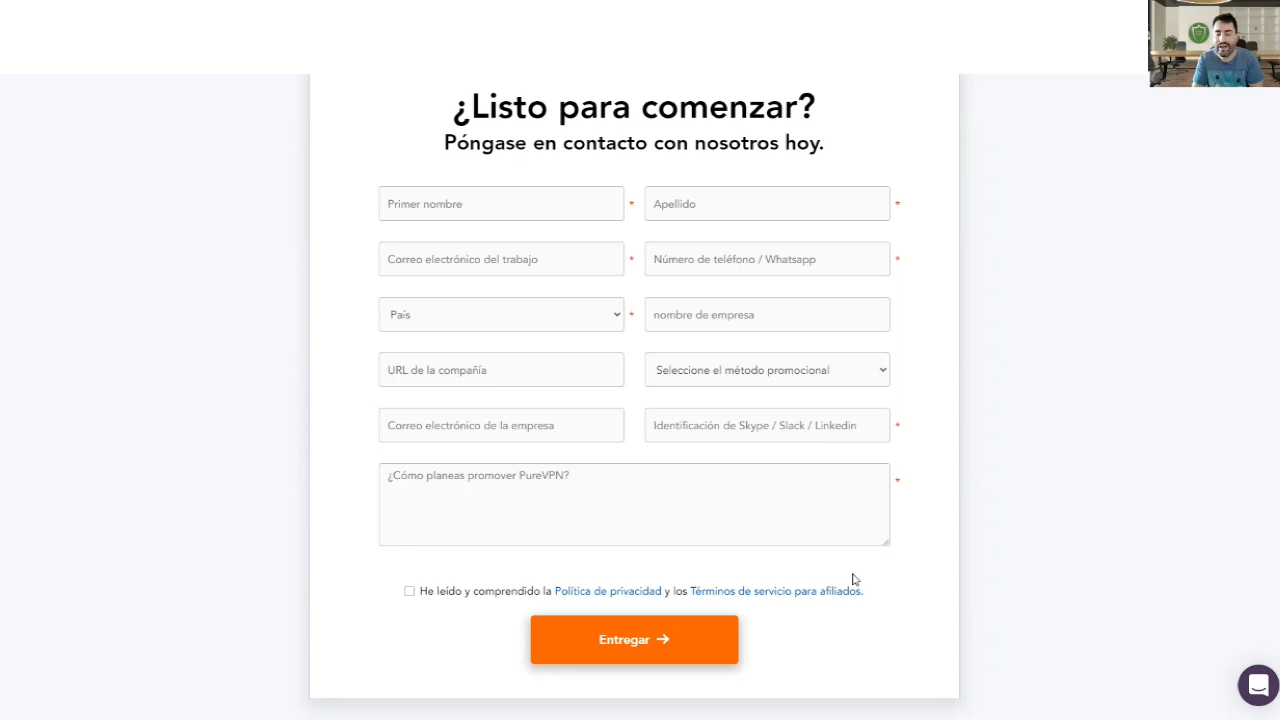 ¿Listo para comenzar?
Póngase en contacto con nosotros hoy.
Primer nombre * Apellido *
Correo electrónico del trabajo * Número de teléfono / Whatsapp *
País * nombre de empresa
URL de la compañía Seleccione el método promocional
Correo electrónico de la empresa Identificación de Skype / Slack / Linkedin *
¿Cómo planeas promover PureVPN? *
He leído y comprendido la Política de privacidad y los Términos de servicio para afiliados.
Entregar →